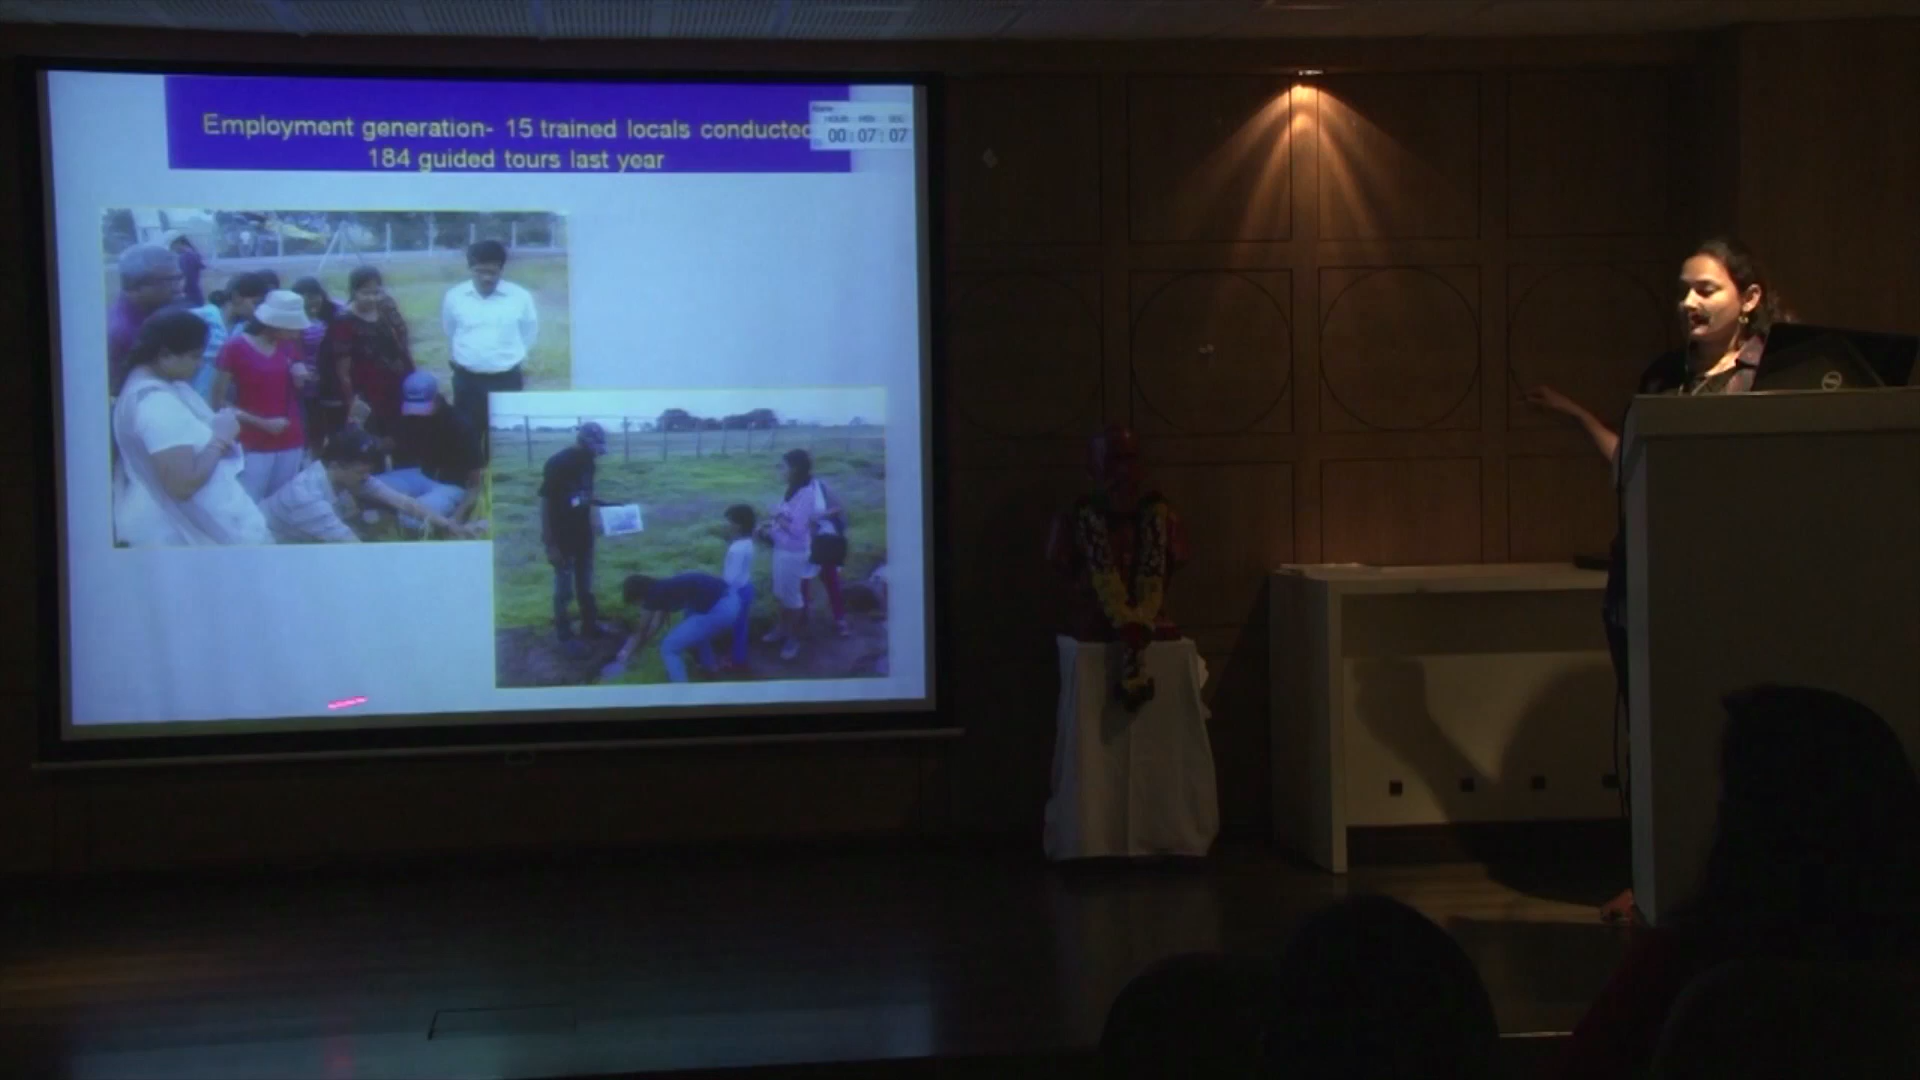 Employment generation- 15 trained locals conducted
184 guided tours last year
00:07:07